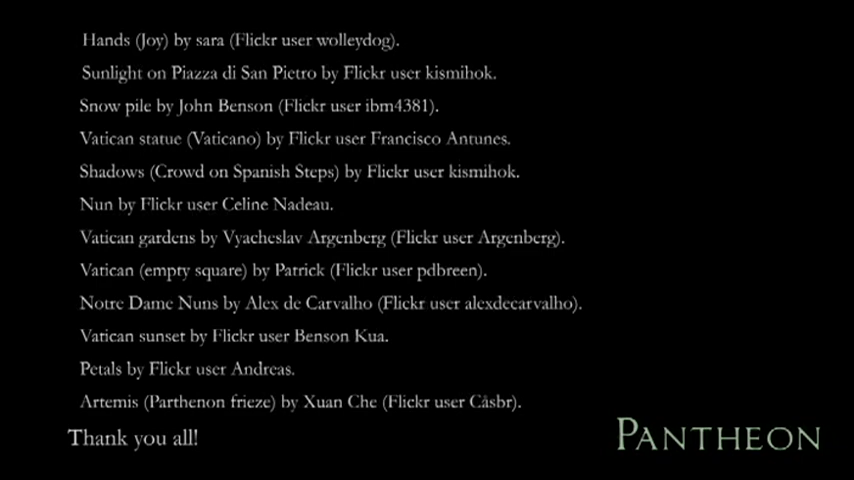 Hands (Joy) by sara (Flickr user wolleydog).
Sunlight on Piazza di San Pietro by Flickr user kismihok.
Snow pile by John Benson (Flickr user ibm4381).
Vatican statue (Vaticano) by Flickr user Francisco Antunes.
Shadows (Crowd on Spanish Steps) by Flickr user kismihok.
Nun by Flickr user Celine Nadeau.
Vatican gardens by Vyacheslav Argenberg (Flickr user Argenberg).
Vatican (empty square) by Patrick (Flickr user pdbreen).
Notre Dame Nuns by Alex de Carvalho (Flickr user alexdecarvalho).
Vatican sunset by Flickr user Benson Kua.
Petals by Flickr user Andreas.
Artemis (Parthenon frieze) by Xuan Che (Flickr user Cåsbr).
Thank you all!
PANTHEON